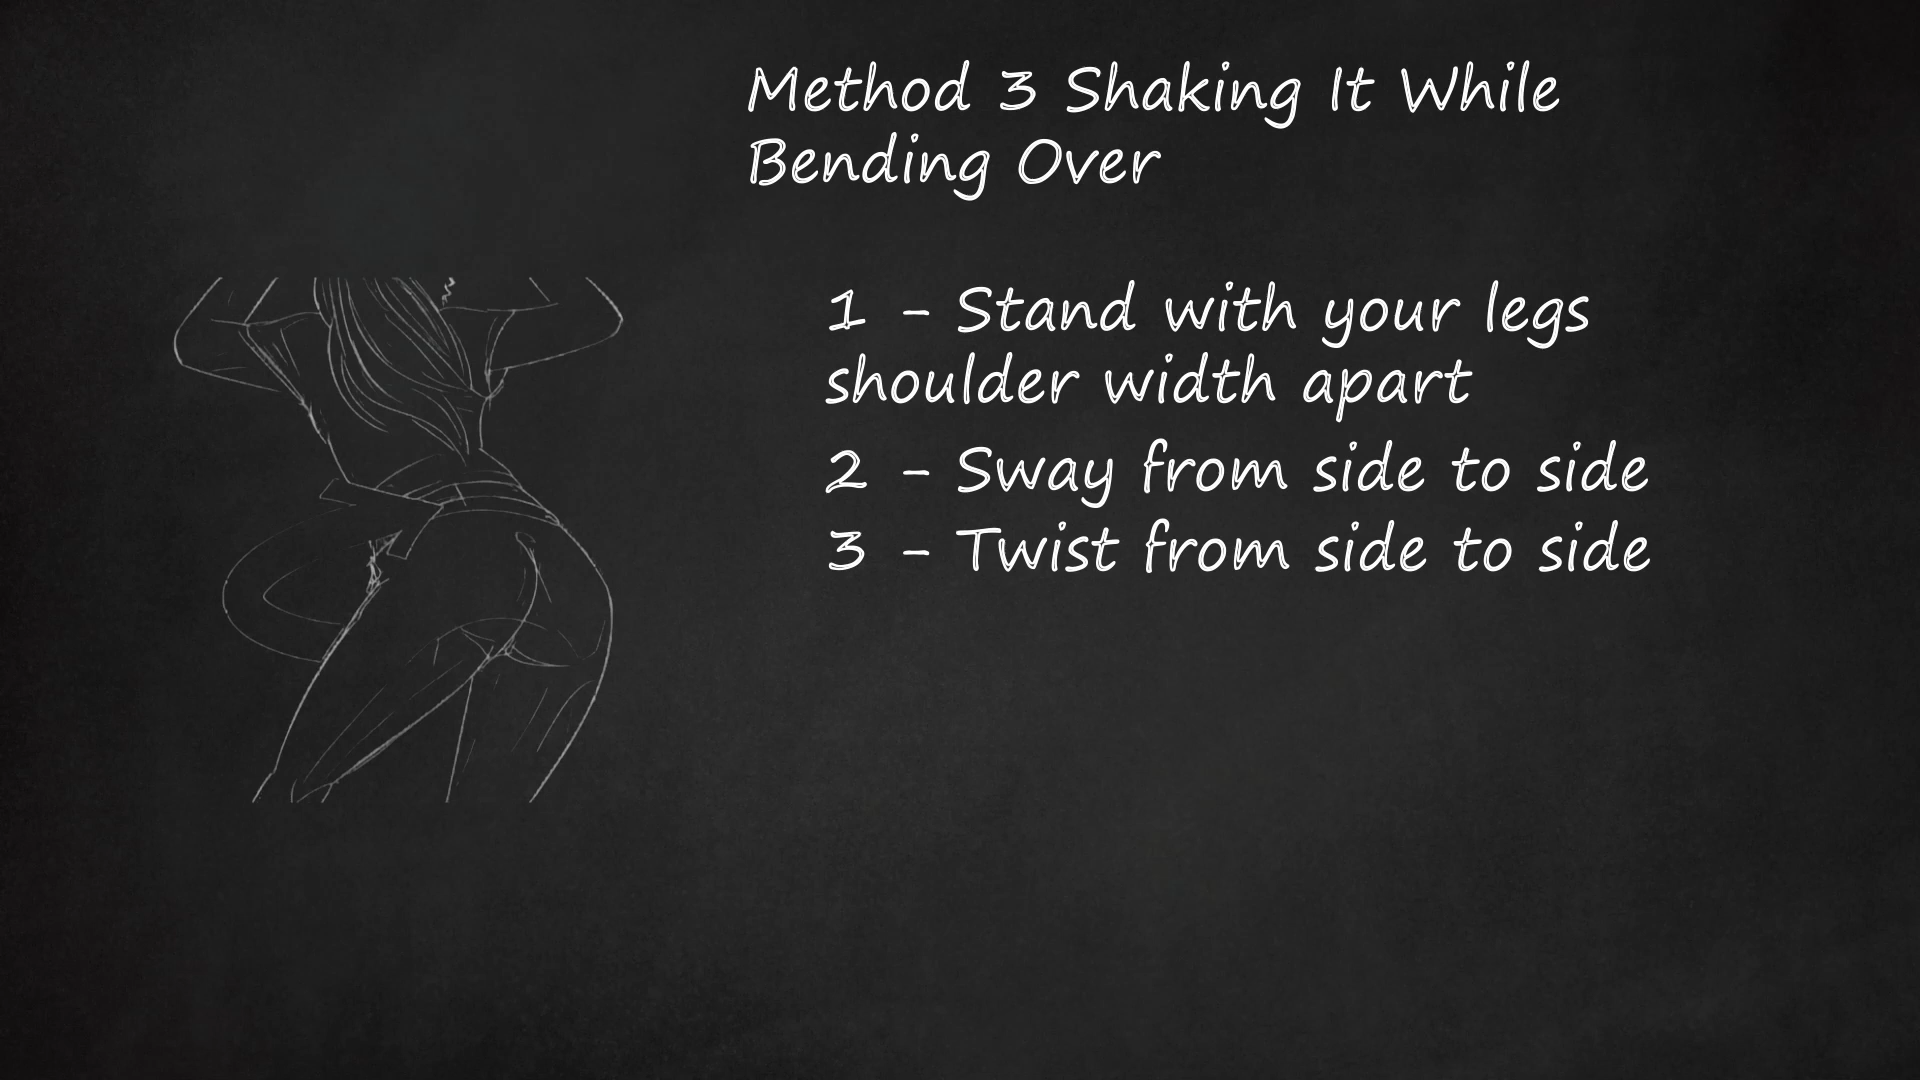 Method 3 Shaking It While
Bending Over
1 - Stand with your legs
shoulder width apart
2 - Sway from side to side
3 - Twist from side to side